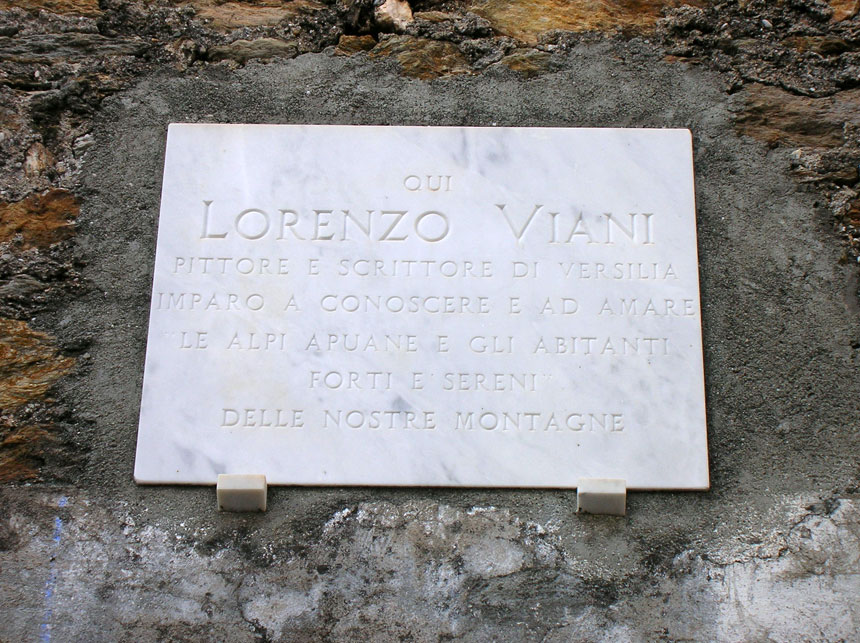 QUI
LORENZO VIANI
PITTORE E SCRITTORE DI VERSILIA
IMPARO A CONOSCERE E AD AMARE
"LE ALPI APUANE E GLI ABITANTI
FORTI E SERENI"
DELLE NOSTRE MONTAGNE